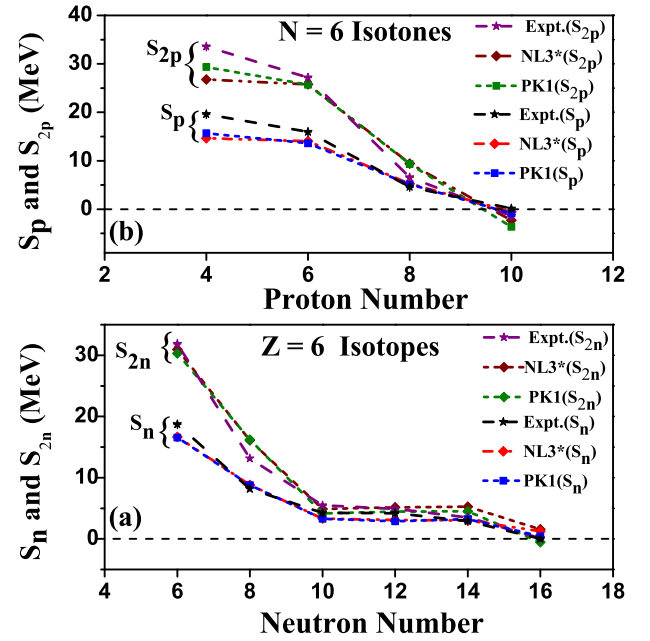 N = 6 Isotones
Expt.(S2p)
NL3*(S2p)
PK1(S2p)
Expt.(Sp)
NL3*(Sp)
PK1(Sp)
S2p {
Sp {
Sp and S2p (MeV)
40
30
20
10
0
(b)
2 4 6 8 10 12
Proton Number
Z = 6 Isotopes
Expt.(S2n)
NL3*(S2n)
PK1(S2n)
Expt.(Sn)
NL3*(Sn)
PK1(Sn)
S2n {
Sn {
Sn and S2n (MeV)
30
20
10
0
(a)
4 6 8 10 12 14 16 18
Neutron Number